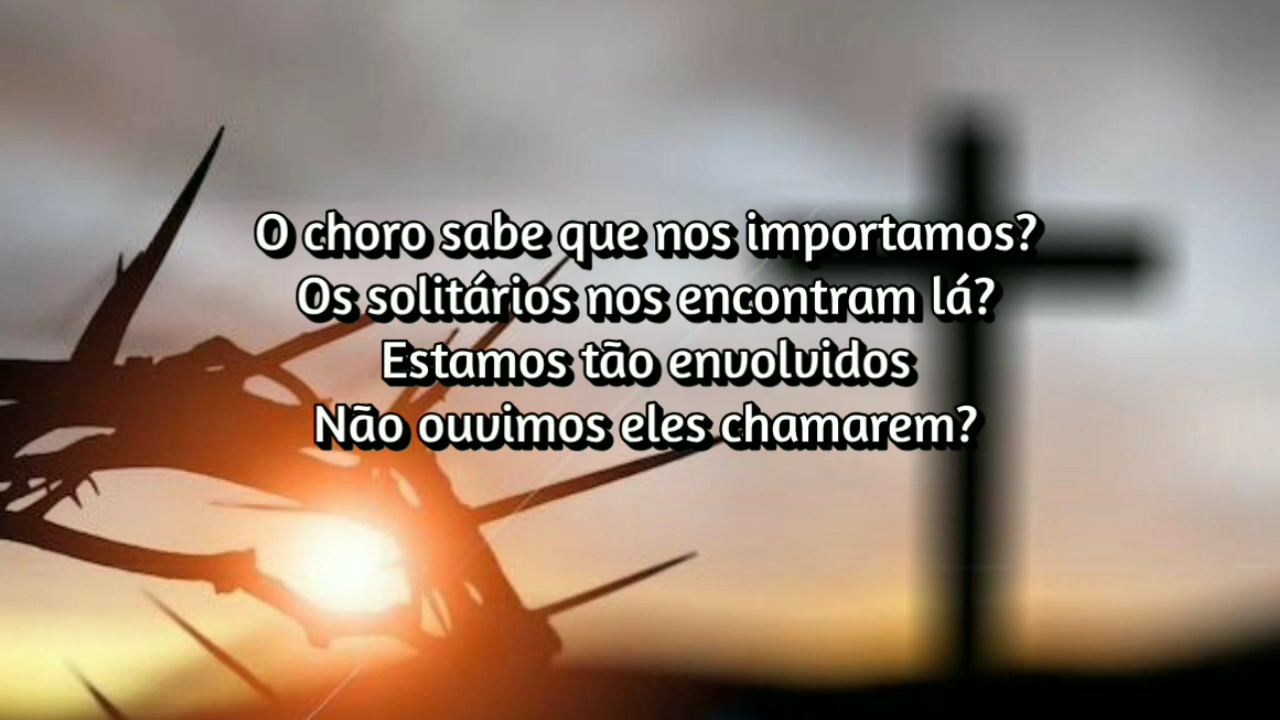 O choro sabe que nos importamos?
Os solitários nos encontram lá?
Estamos tão envolvidos
Não ouvimos eles chamarem?